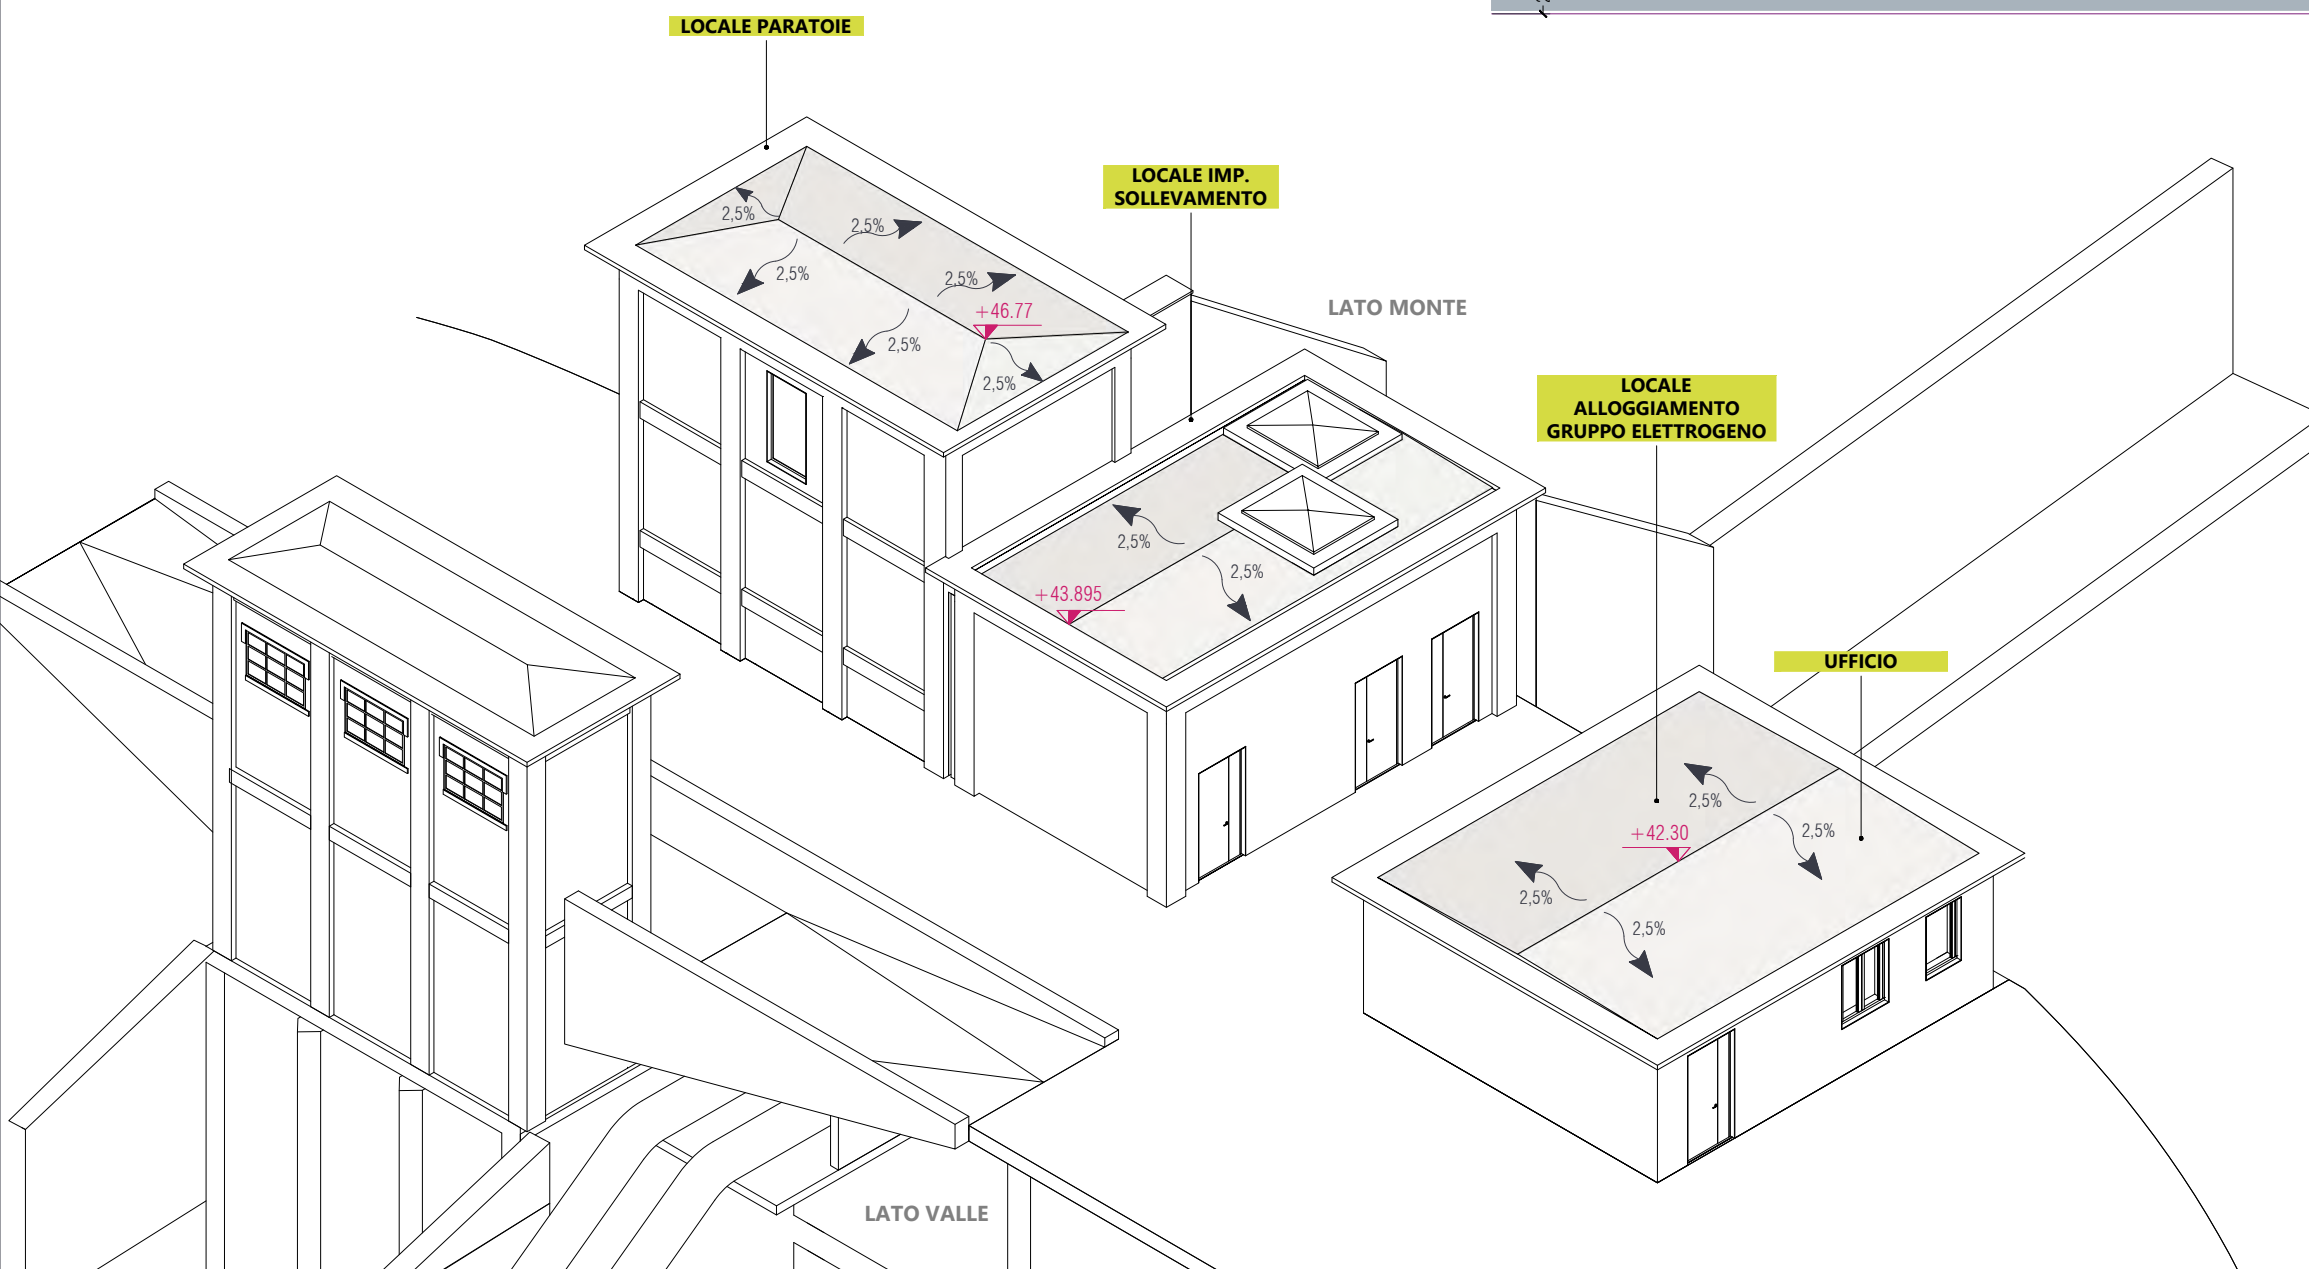 LOCALE PARATOIE
LOCALE IMP.
SOLLEVAMENTO
2,5%
2,5%
2,5%
2,5%
+46.77
2,5%
2,5%
LATO MONTE
LOCALE
ALLOGGIAMENTO
GRUPPO ELETTROGENO
2,5%
2,5%
+43.895
UFFICIO
2,5%
2,5%
+42.30
2,5%
2,5%
LATO VALLE